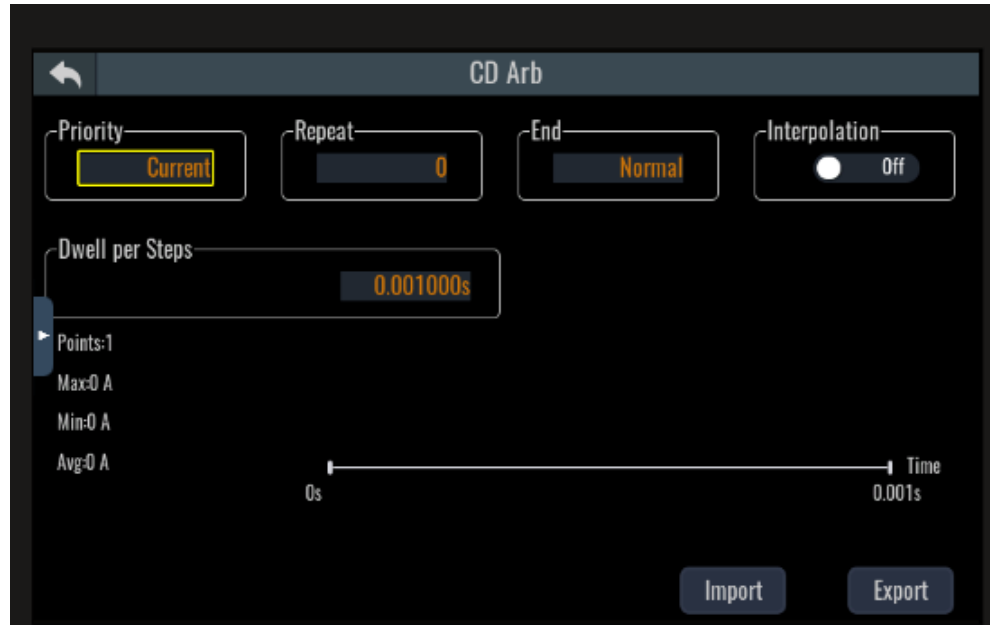 CD Arb
Priority
Repeat
End
Interpolation
Current
0
Normal
Off
Dwell per Steps
0.001000s
Points:1
Max:0 A
Min:0 A
Avg:0 A
Time
0s
0.001s
Import
Export